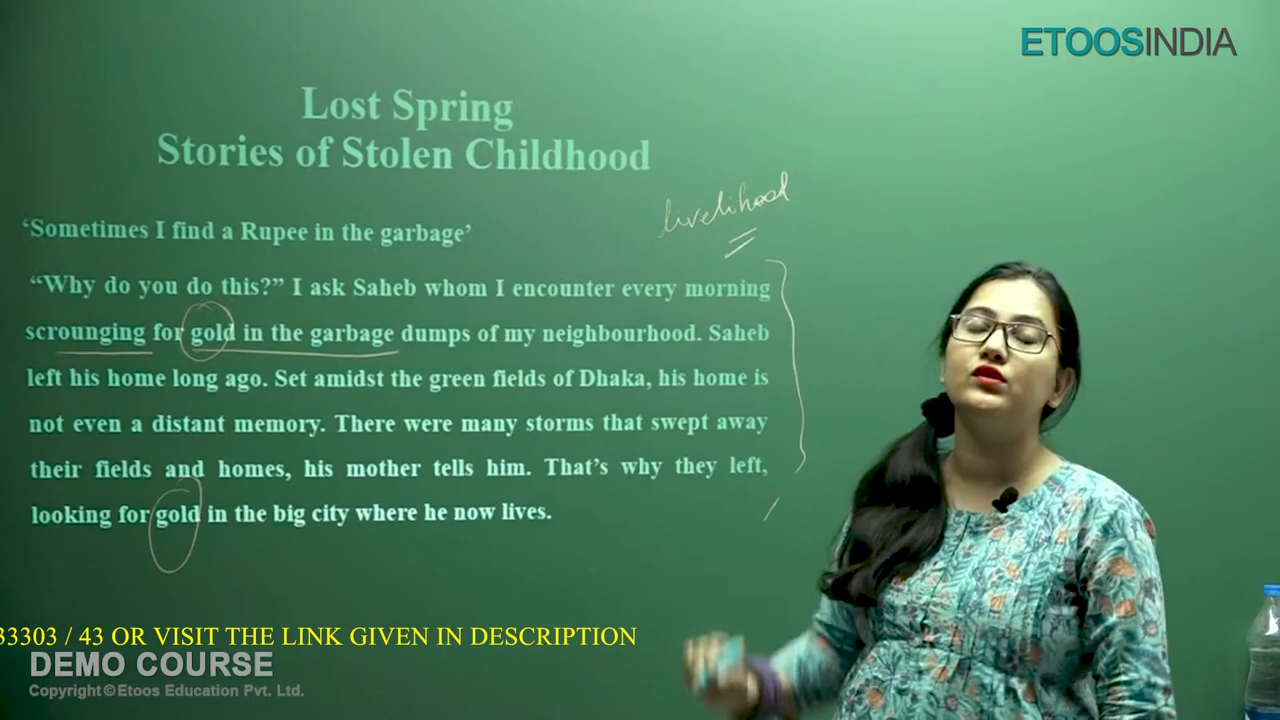 ETOOSINDIA
Lost Spring
Stories of Stolen Childhood
livelihood
‘Sometimes I find a Rupee in the garbage’
“Why do you do this?” I ask Saheb whom I encounter every morning
scrounging for gold in the garbage dumps of my neighbourhood. Saheb
left his home long ago. Set amidst the green fields of Dhaka, his home is
not even a distant memory. There were many storms that swept away
their fields and homes, his mother tells him. That’s why they left,
looking for gold in the big city where he now lives.
33303 / 43 OR VISIT THE LINK GIVEN IN DESCRIPTION
DEMO COURSE
Copyright © Etoos Education Pvt. Ltd.